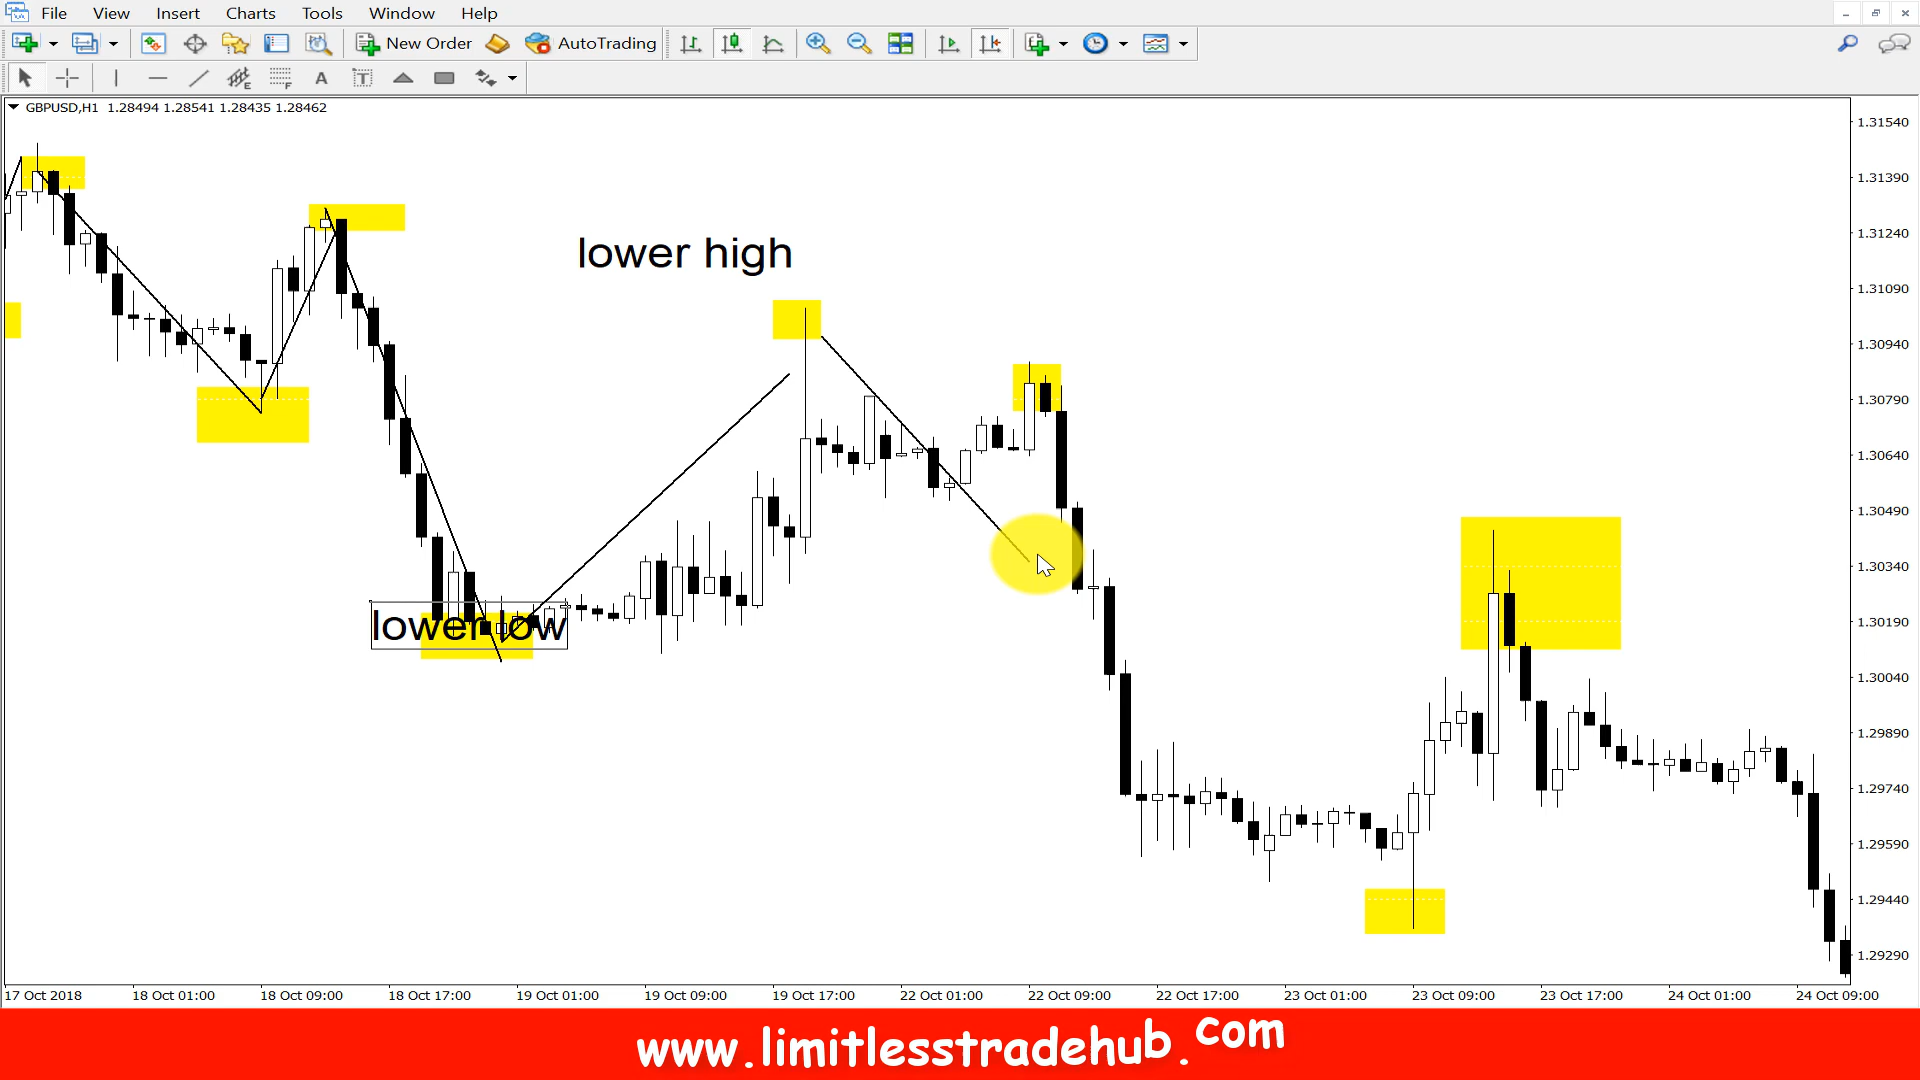 File View Insert Charts Tools Window Help
New Order AutoTrading
A T E F
GBPUSD,H1 1.28494 1.28541 1.28435 1.28462
lower high
lower low
1.31540
1.31390
1.31240
1.31090
1.30940
1.30790
1.30640
1.30490
1.30340
1.30190
1.30040
1.29890
1.29740
1.29590
1.29440
1.29290
17 Oct 2018 18 Oct 01:00 18 Oct 09:00 18 Oct 17:00 19 Oct 01:00 19 Oct 09:00 19 Oct 17:00 22 Oct 01:00 22 Oct 09:00 22 Oct 17:00 23 Oct 01:00 23 Oct 09:00 23 Oct 17:00 24 Oct 01:00 24 Oct 09:00
www.limitlesstradehub.com